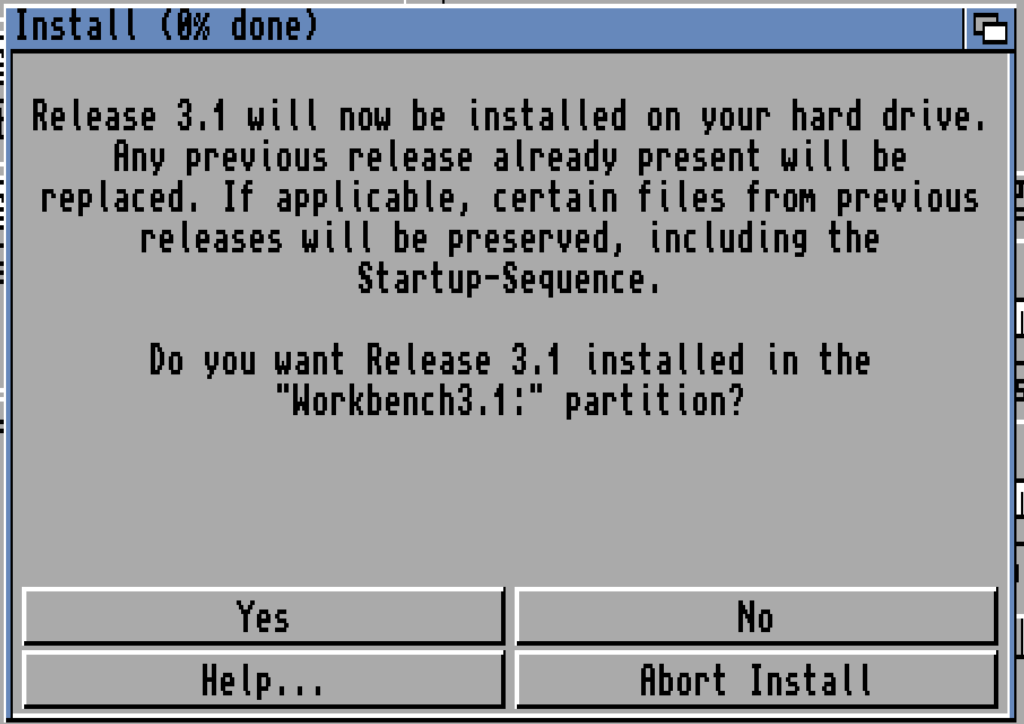 Install (0% done)
Release 3.1 will now be installed on your hard drive.
Any previous release already present will be
replaced. If applicable, certain files from previous
releases will be preserved, including the
Startup-Sequence.
Do you want Release 3.1 installed in the
"Workbench3.1:" partition?
Yes
No
Help...
Abort Install